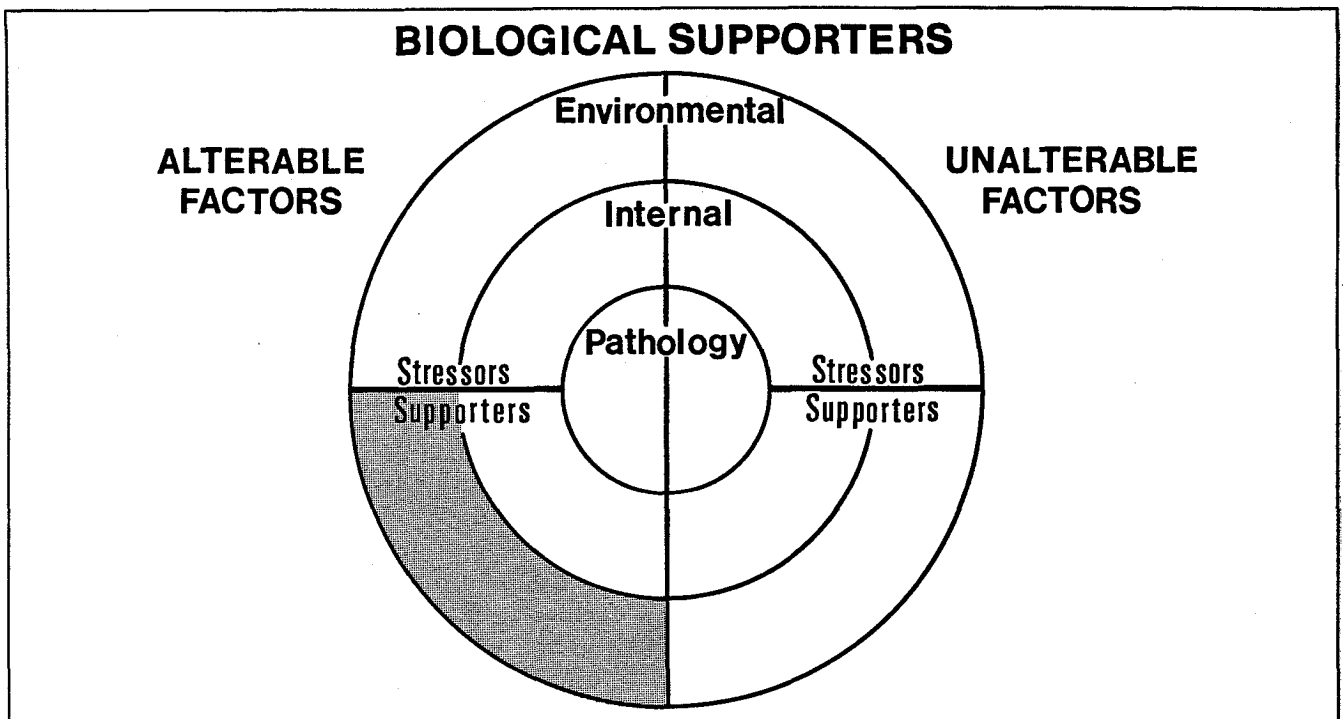 BIOLOGICAL SUPPORTERS
Environmental
ALTERABLE
FACTORS
UNALTERABLE
FACTORS
Internal
Pathology
Stressors
Supporters
Stressors
Supporters